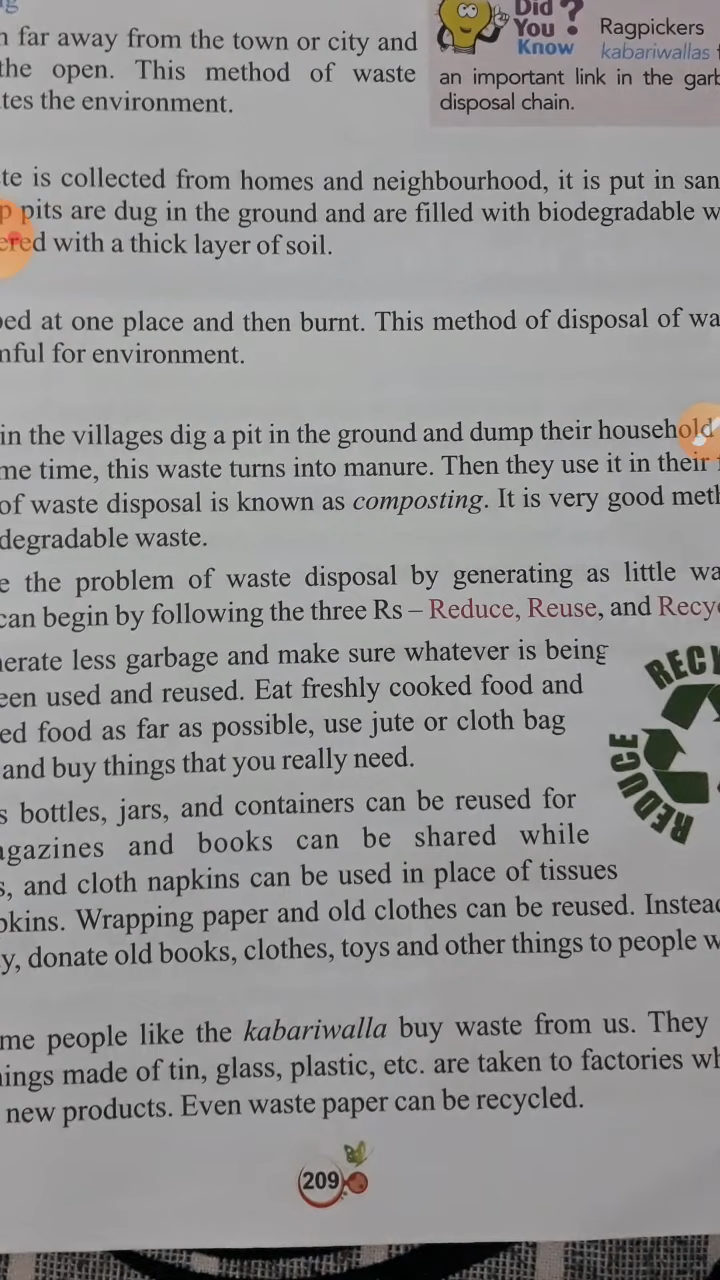 n far away from the town or city and
the open. This method of waste
tes the environment.
Did You Know ?
Ragpickers
kabariwallas
an important link in the garb
disposal chain.
te is collected from homes and neighbourhood, it is put in san
p pits are dug in the ground and are filled with biodegradable w
ered with a thick layer of soil.
ed at one place and then burnt. This method of disposal of wa
nful for environment.
in the villages dig a pit in the ground and dump their household
me time, this waste turns into manure. Then they use it in their
of waste disposal is known as composting. It is very good meth
degradable waste.
e the problem of waste disposal by generating as little wa
can begin by following the three Rs – Reduce, Reuse, and Recyc
nerate less garbage and make sure whatever is being
een used and reused. Eat freshly cooked food and
ed food as far as possible, use jute or cloth bag
and buy things that you really need.
RECY
REDUCE
s bottles, jars, and containers can be reused for
agazines and books can be shared while
s, and cloth napkins can be used in place of tissues
pkins. Wrapping paper and old clothes can be reused. Instead
y, donate old books, clothes, toys and other things to people w
me people like the kabariwalla buy waste from us. They
ings made of tin, glass, plastic, etc. are taken to factories wh
new products. Even waste paper can be recycled.
209